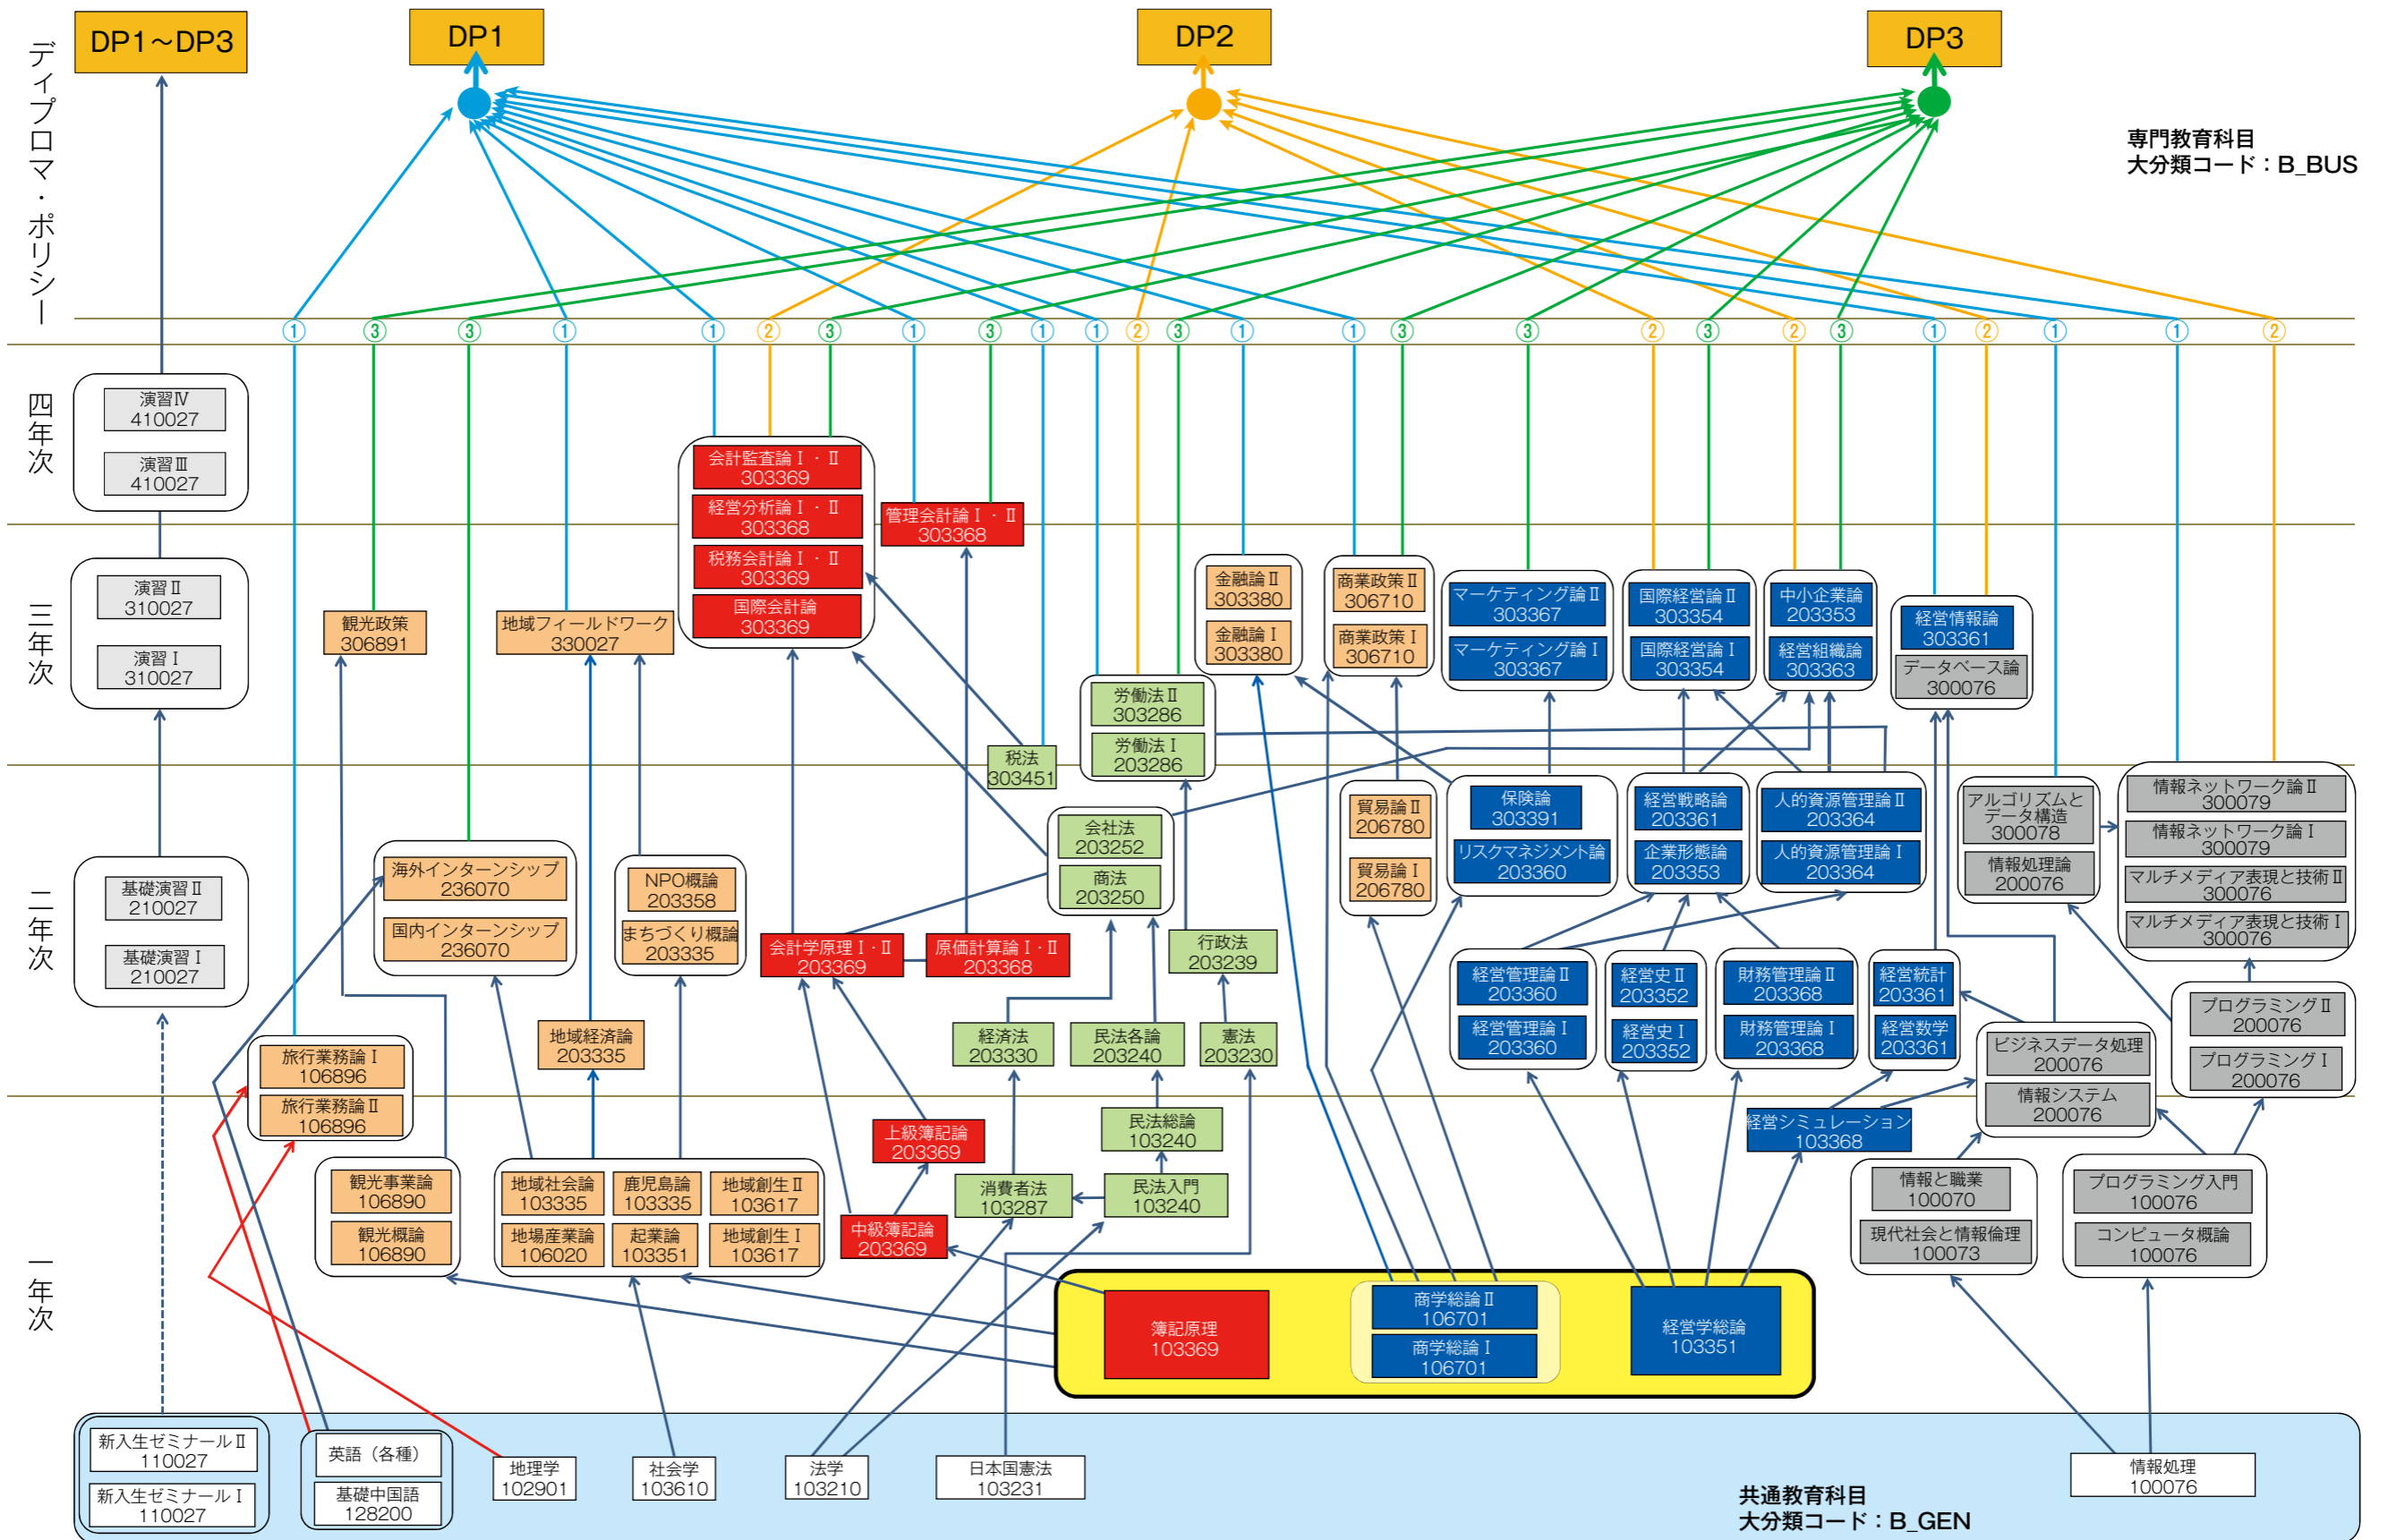 ディプロマ・ポリシー
DP1～DP3
DP1
DP2
DP3
専門教育科目
大分類コード：B_BUS
①
③
③
①
①
②
③
①
③
①
①
②
③
①
①
③
③
②
③
②
③
①
②
①
①
②
四年次
演習Ⅳ
410027
演習Ⅲ
410027
会計監査論Ⅰ・Ⅱ
303369
経営分析論Ⅰ・Ⅱ
303368
税務会計論Ⅰ・Ⅱ
303369
国際会計論
303369
管理会計論Ⅰ・Ⅱ
303368
三年次
演習Ⅱ
310027
演習Ⅰ
310027
観光政策
306891
地域フィールドワーク
330027
金融論Ⅱ
303380
金融論Ⅰ
303380
商業政策Ⅱ
306710
商業政策Ⅰ
306710
マーケティング論Ⅱ
303367
マーケティング論Ⅰ
303367
国際経営論Ⅱ
303354
国際経営論Ⅰ
303354
中小企業論
203353
経営組織論
303363
経営情報論
303361
データベース論
300076
労働法Ⅱ
303286
労働法Ⅰ
203286
税法
303451
二年次
基礎演習Ⅱ
210027
基礎演習Ⅰ
210027
海外インターンシップ
236070
国内インターンシップ
236070
NPO概論
203358
まちづくり概論
203335
会計学原理Ⅰ・Ⅱ
203369
原価計算論Ⅰ・Ⅱ
203368
会社法
203252
商法
203250
行政法
203239
貿易論Ⅱ
206780
貿易論Ⅰ
206780
保険論
303391
リスクマネジメント論
203360
経営戦略論
203361
企業形態論
203353
人的資源管理論Ⅱ
203364
人的資源管理論Ⅰ
203364
アルゴリズムと
データ構造
300078
情報処理論
200076
情報ネットワーク論Ⅱ
300079
情報ネットワーク論Ⅰ
300079
マルチメディア表現と技術Ⅱ
300076
マルチメディア表現と技術Ⅰ
300076
経営管理論Ⅱ
203360
経営管理論Ⅰ
203360
経営史Ⅱ
203352
経営史Ⅰ
203352
財務管理論Ⅱ
203368
財務管理論Ⅰ
203368
経営統計
203361
経営数学
203361
プログラミングⅡ
200076
プログラミングⅠ
200076
ビジネスデータ処理
200076
情報システム
200076
旅行業務論Ⅰ
106896
旅行業務論Ⅱ
106896
地域経済論
203335
経済法
203330
民法各論
203240
憲法
203230
一年次
観光事業論
106890
観光概論
106890
地域社会論
103335
鹿児島論
103335
地域創生Ⅱ
103617
地場産業論
106020
起業論
103351
地域創生Ⅰ
103617
上級簿記論
203369
中級簿記論
203369
民法総論
103240
消費者法
103287
民法入門
103240
経営シミュレーション
103368
情報と職業
100070
現代社会と情報倫理
100073
プログラミング入門
100076
コンピュータ概論
100076
簿記原理
103369
商学総論Ⅱ
106701
商学総論Ⅰ
106701
経営学総論
103351
新入生ゼミナールⅡ
110027
新入生ゼミナールⅠ
110027
英語（各種）
基礎中国語
128200
地理学
102901
社会学
103610
法学
103210
日本国憲法
103231
情報処理
100076
共通教育科目
大分類コード：B_GEN